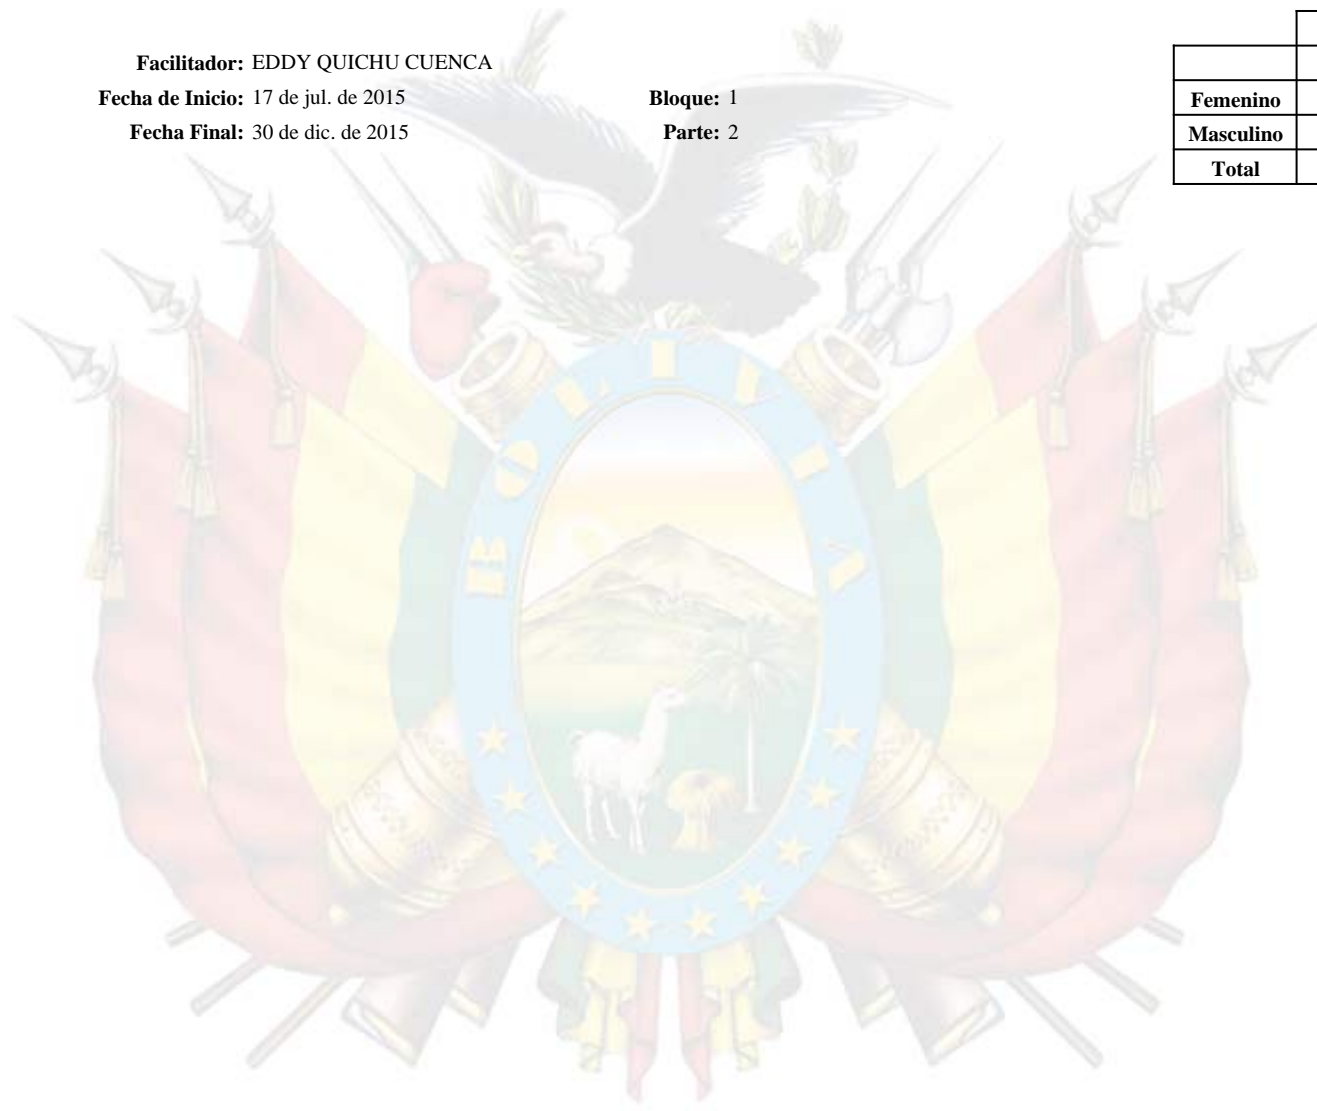 Facilitador: EDDY QUICHU CUENCA
Fecha de Inicio: 17 de jul. de 2015 Bloque: 1
Fecha Final: 30 de dic. de 2015 Parte: 2
Femenino
Masculino
Total
BOLIVIA